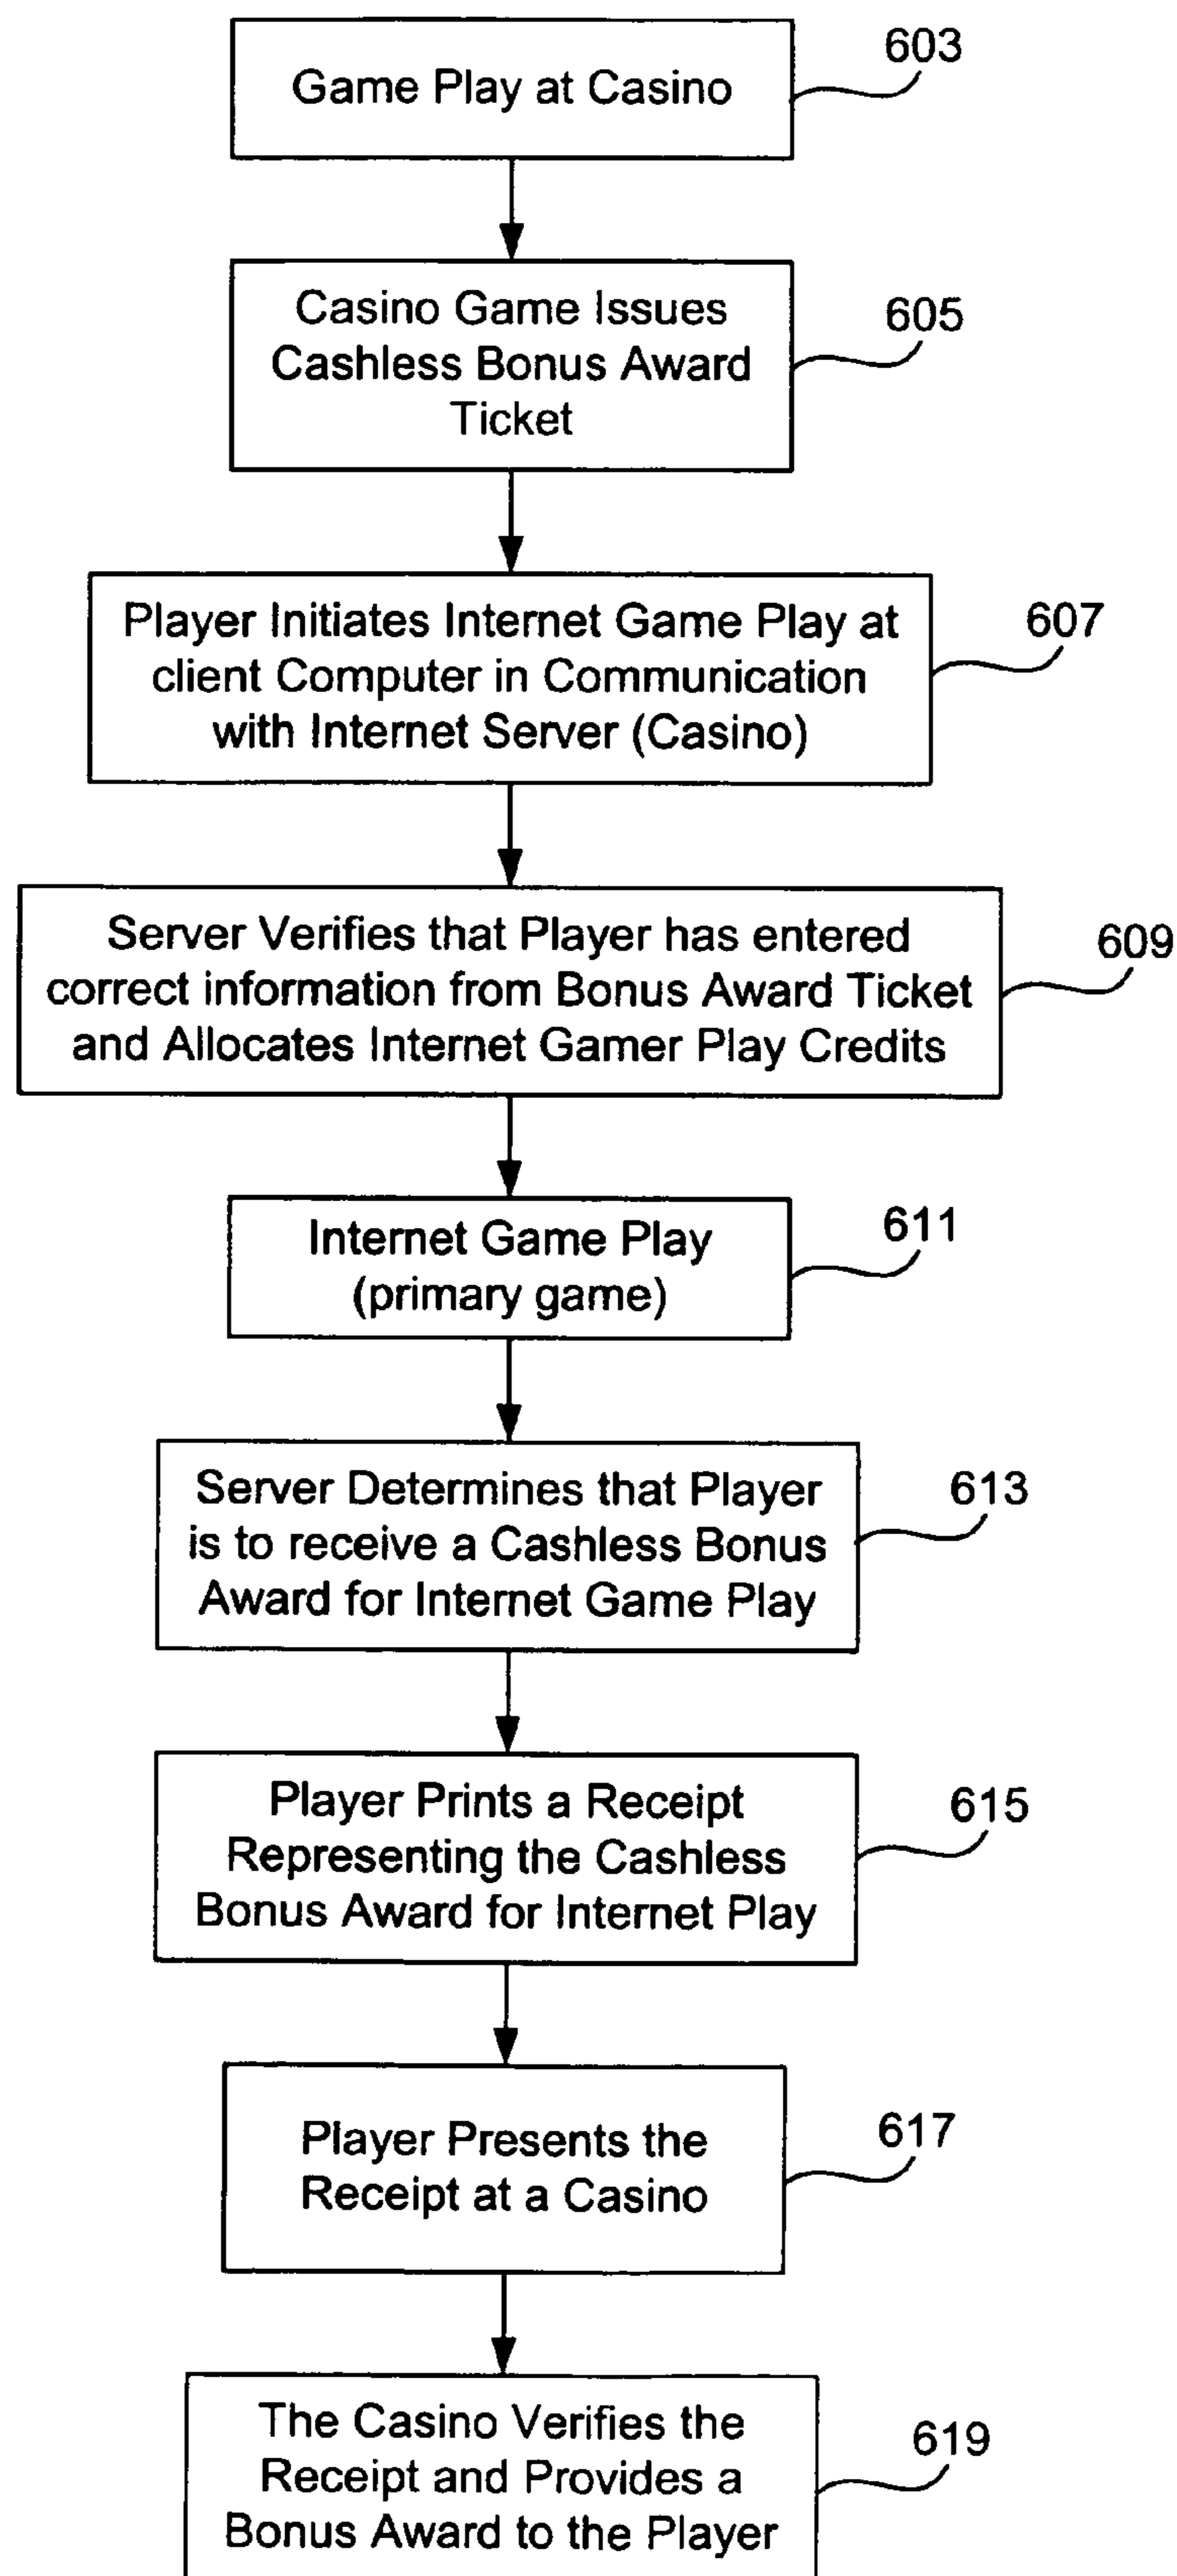 Game Play at Casino
603
Casino Game Issues
Cashless Bonus Award
Ticket
605
Player Initiates Internet Game Play at
client Computer in Communication
with Internet Server (Casino)
607
Server Verifies that Player has entered
correct information from Bonus Award Ticket
and Allocates Internet Gamer Play Credits
609
Internet Game Play
(primary game)
611
Server Determines that Player
is to receive a Cashless Bonus
Award for Internet Game Play
613
Player Prints a Receipt
Representing the Cashless
Bonus Award for Internet Play
615
Player Presents the
Receipt at a Casino
617
The Casino Verifies the
Receipt and Provides a
Bonus Award to the Player
619